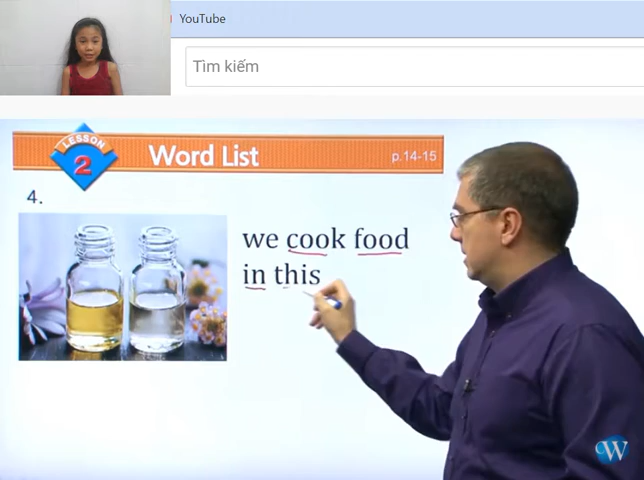 YouTube
Tìm kiếm
LESSON
2
Word List
p.14-15
4.
we cook food
in this
W